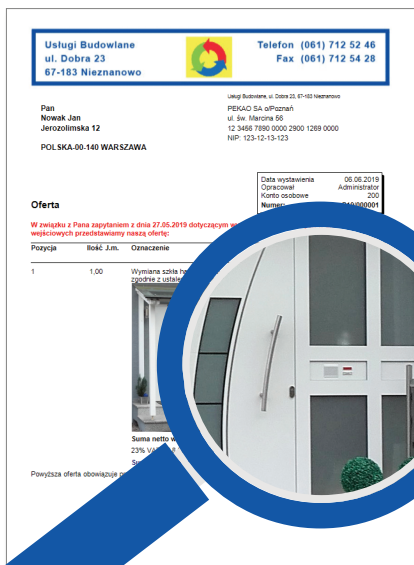 Usługi Budowlane
ul. Dobra 23
67-183 Nieznanowo
Telefon (061) 712 52 46
Fax (061) 712 54 28
Usługi Budowlane, ul. Dobra 23, 67-183 Nieznanowo
Pan
Nowak Jan
Jerozolimska 12
POLSKA-00-140 WARSZAWA
PEKAO SA o/Poznań
ul. św. Marcina 56
12 3456 7890 0000 2900 1269 0000
NIP: 123-12-13-123
Data wystawienia 06.06.2019
Opracował Administrator
Konto osobowe 200
Numer:
Oferta
W związku z Pana zapytaniem z dnia 27.05.2019 dotyczącym
wejściowych przedstawiamy naszą ofertę:
Pozycja Ilość J.m. Oznaczenie
1 1,00 Wymiana szkła
zgodnie z
Suma netto
23%
Powyższa oferta obowiązuje